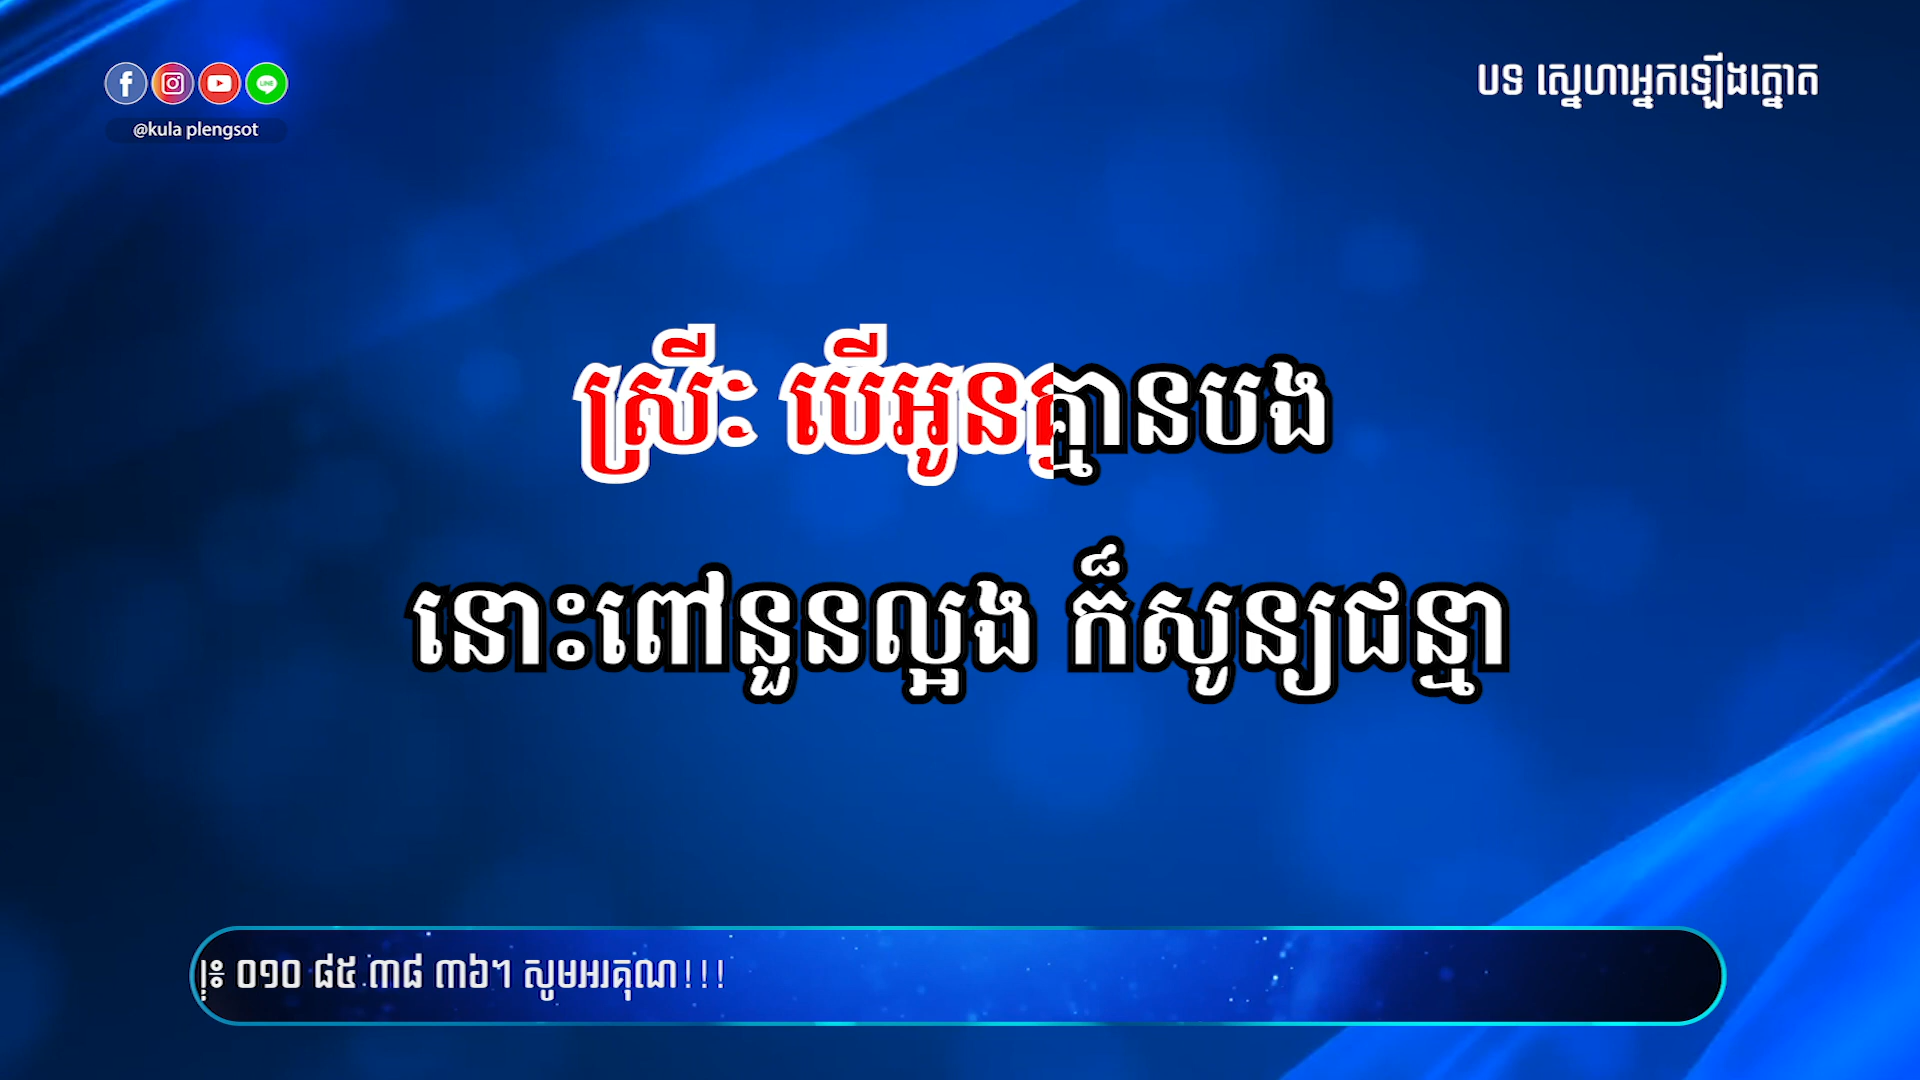 @kula plengsot
បទ ស្នេហាអ្នកឡើងត្នោត
ស្រីៈ បើអូនគ្មានបង
នោះពៅនួនល្អង ក៏សូន្យជន្មា
០១០ ៨៥ ៣៨ ៣៦។ សូមអរគុណ!!!